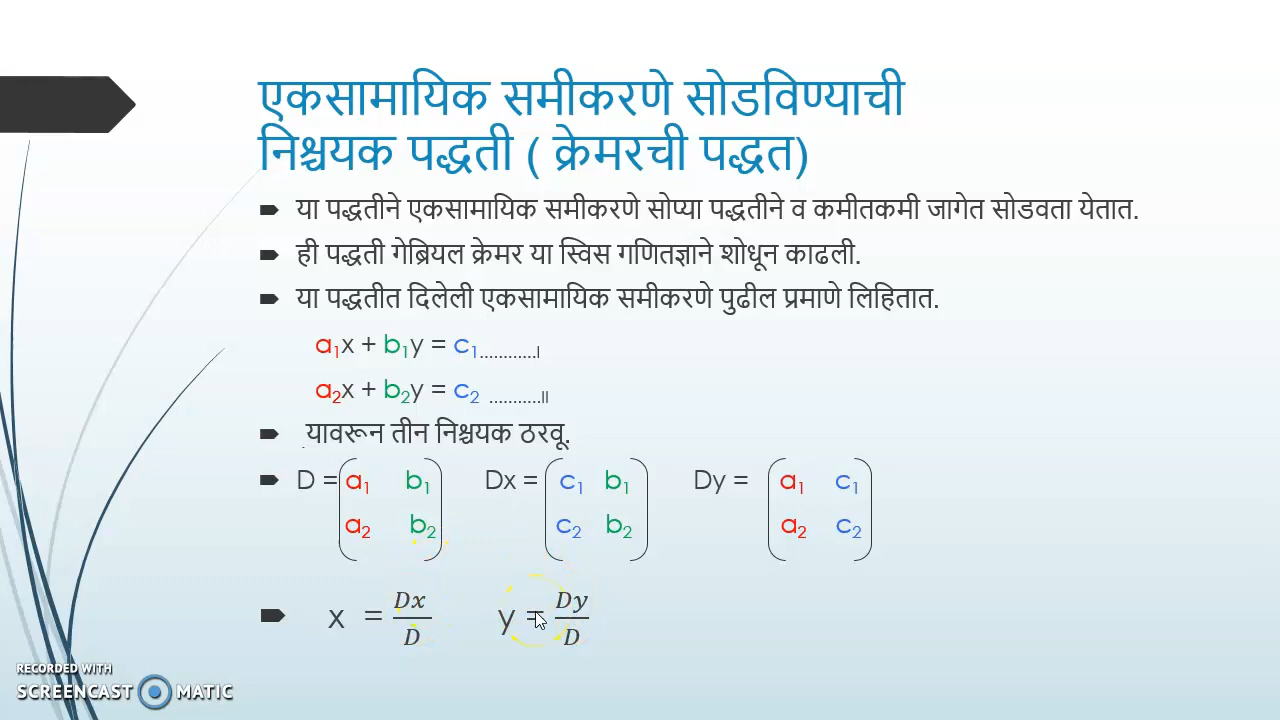 एकसामायिक समीकरणे सोडविण्याची
निश्चयक पद्धती ( क्रेमरची पद्धत)
या पद्धतीने एकसामायिक समीकरणे सोप्या पद्धतीने व कमीतकमी जागेत सोडवता येतात.
ही पद्धती गेब्रियल क्रेमर या स्विस गणितज्ञाने शोधून काढली.
या पद्धतीत दिलेली एकसामायिक समीकरणे पुढील प्रमाणे लिहितात.
a₁x + b₁y = c₁............I
a₂x + b₂y = c₂ ...........II
यावरून तीन निश्चयक ठरवू.
D = a₁ b₁ Dx = c₁ b₁ Dy = a₁ c₁
a₂ b₂ c₂ b₂ a₂ c₂
x = Dx/D y = Dy/D
RECORDED WITH
SCREENCAST MATIC